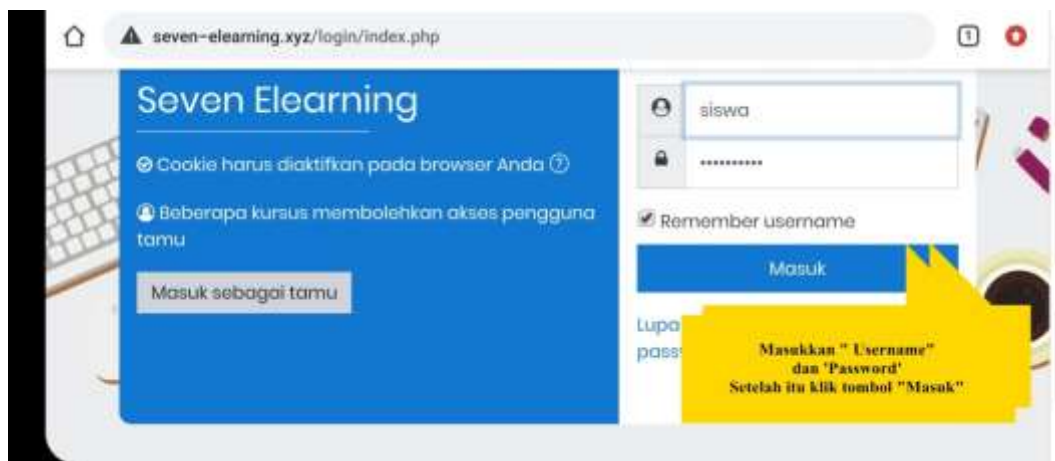 seven-elearning.xyz/login/index.php
1
Seven Elearning
Cookie harus diaktifkan pada browser Anda ?
Beberapa kursus membolehkan akses pengguna
tamu
Masuk sebagai tamu
siswa
••••••••••
Remember username
Masuk
Lupa
pass
Masukkan " Username"
dan 'Password'
Setelah itu klik tombol "Masuk"